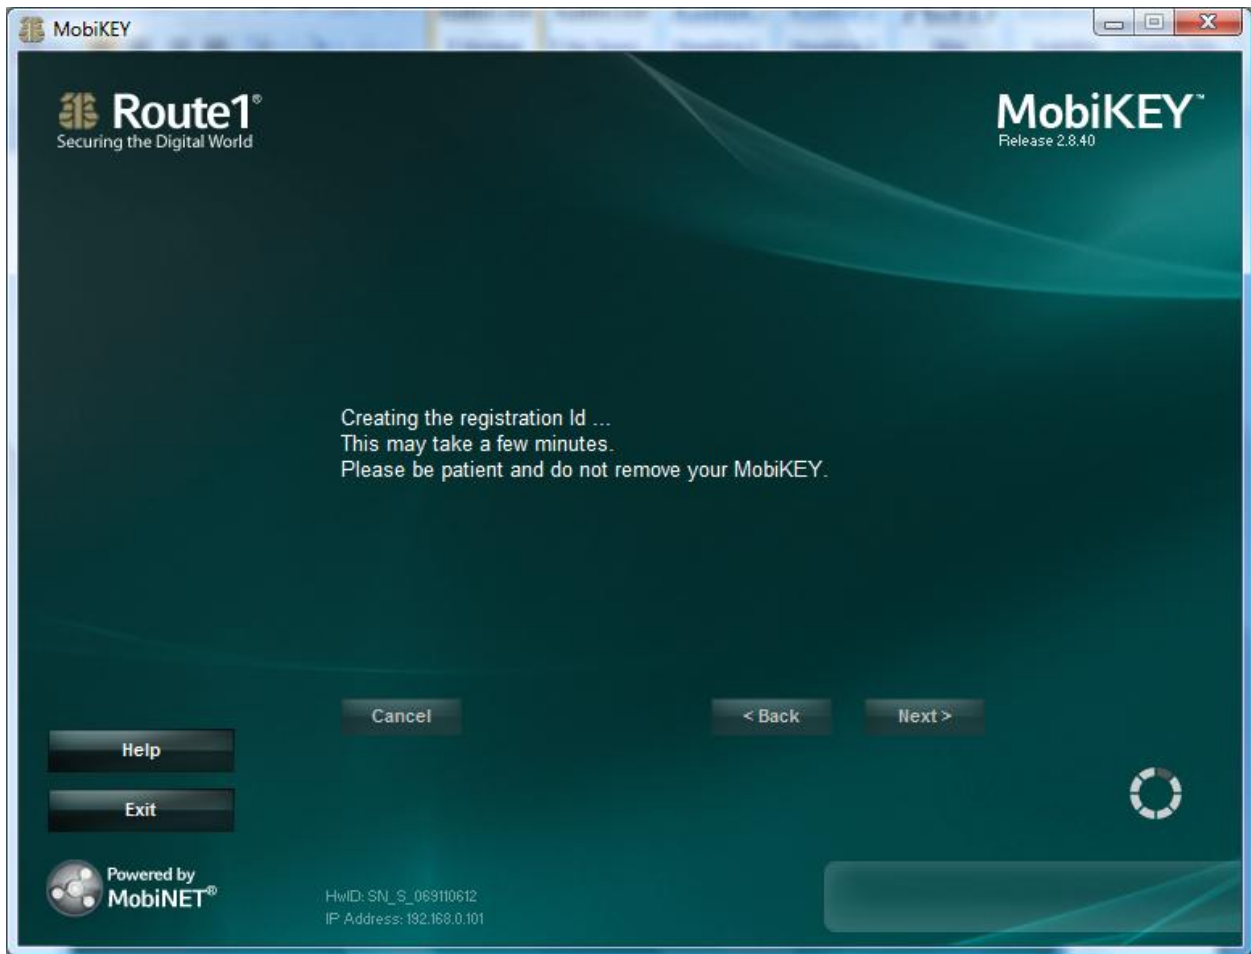 MobiKEY
Route1®
Securing the Digital World
MobiKEY™
Release 2.8.40
Creating the registration Id ...
This may take a few minutes.
Please be patient and do not remove your MobiKEY.
Cancel
< Back
Next >
Help
Exit
Powered by
MobiNET®
HwID: SN_S_069110612
IP Address: 192.168.0.101